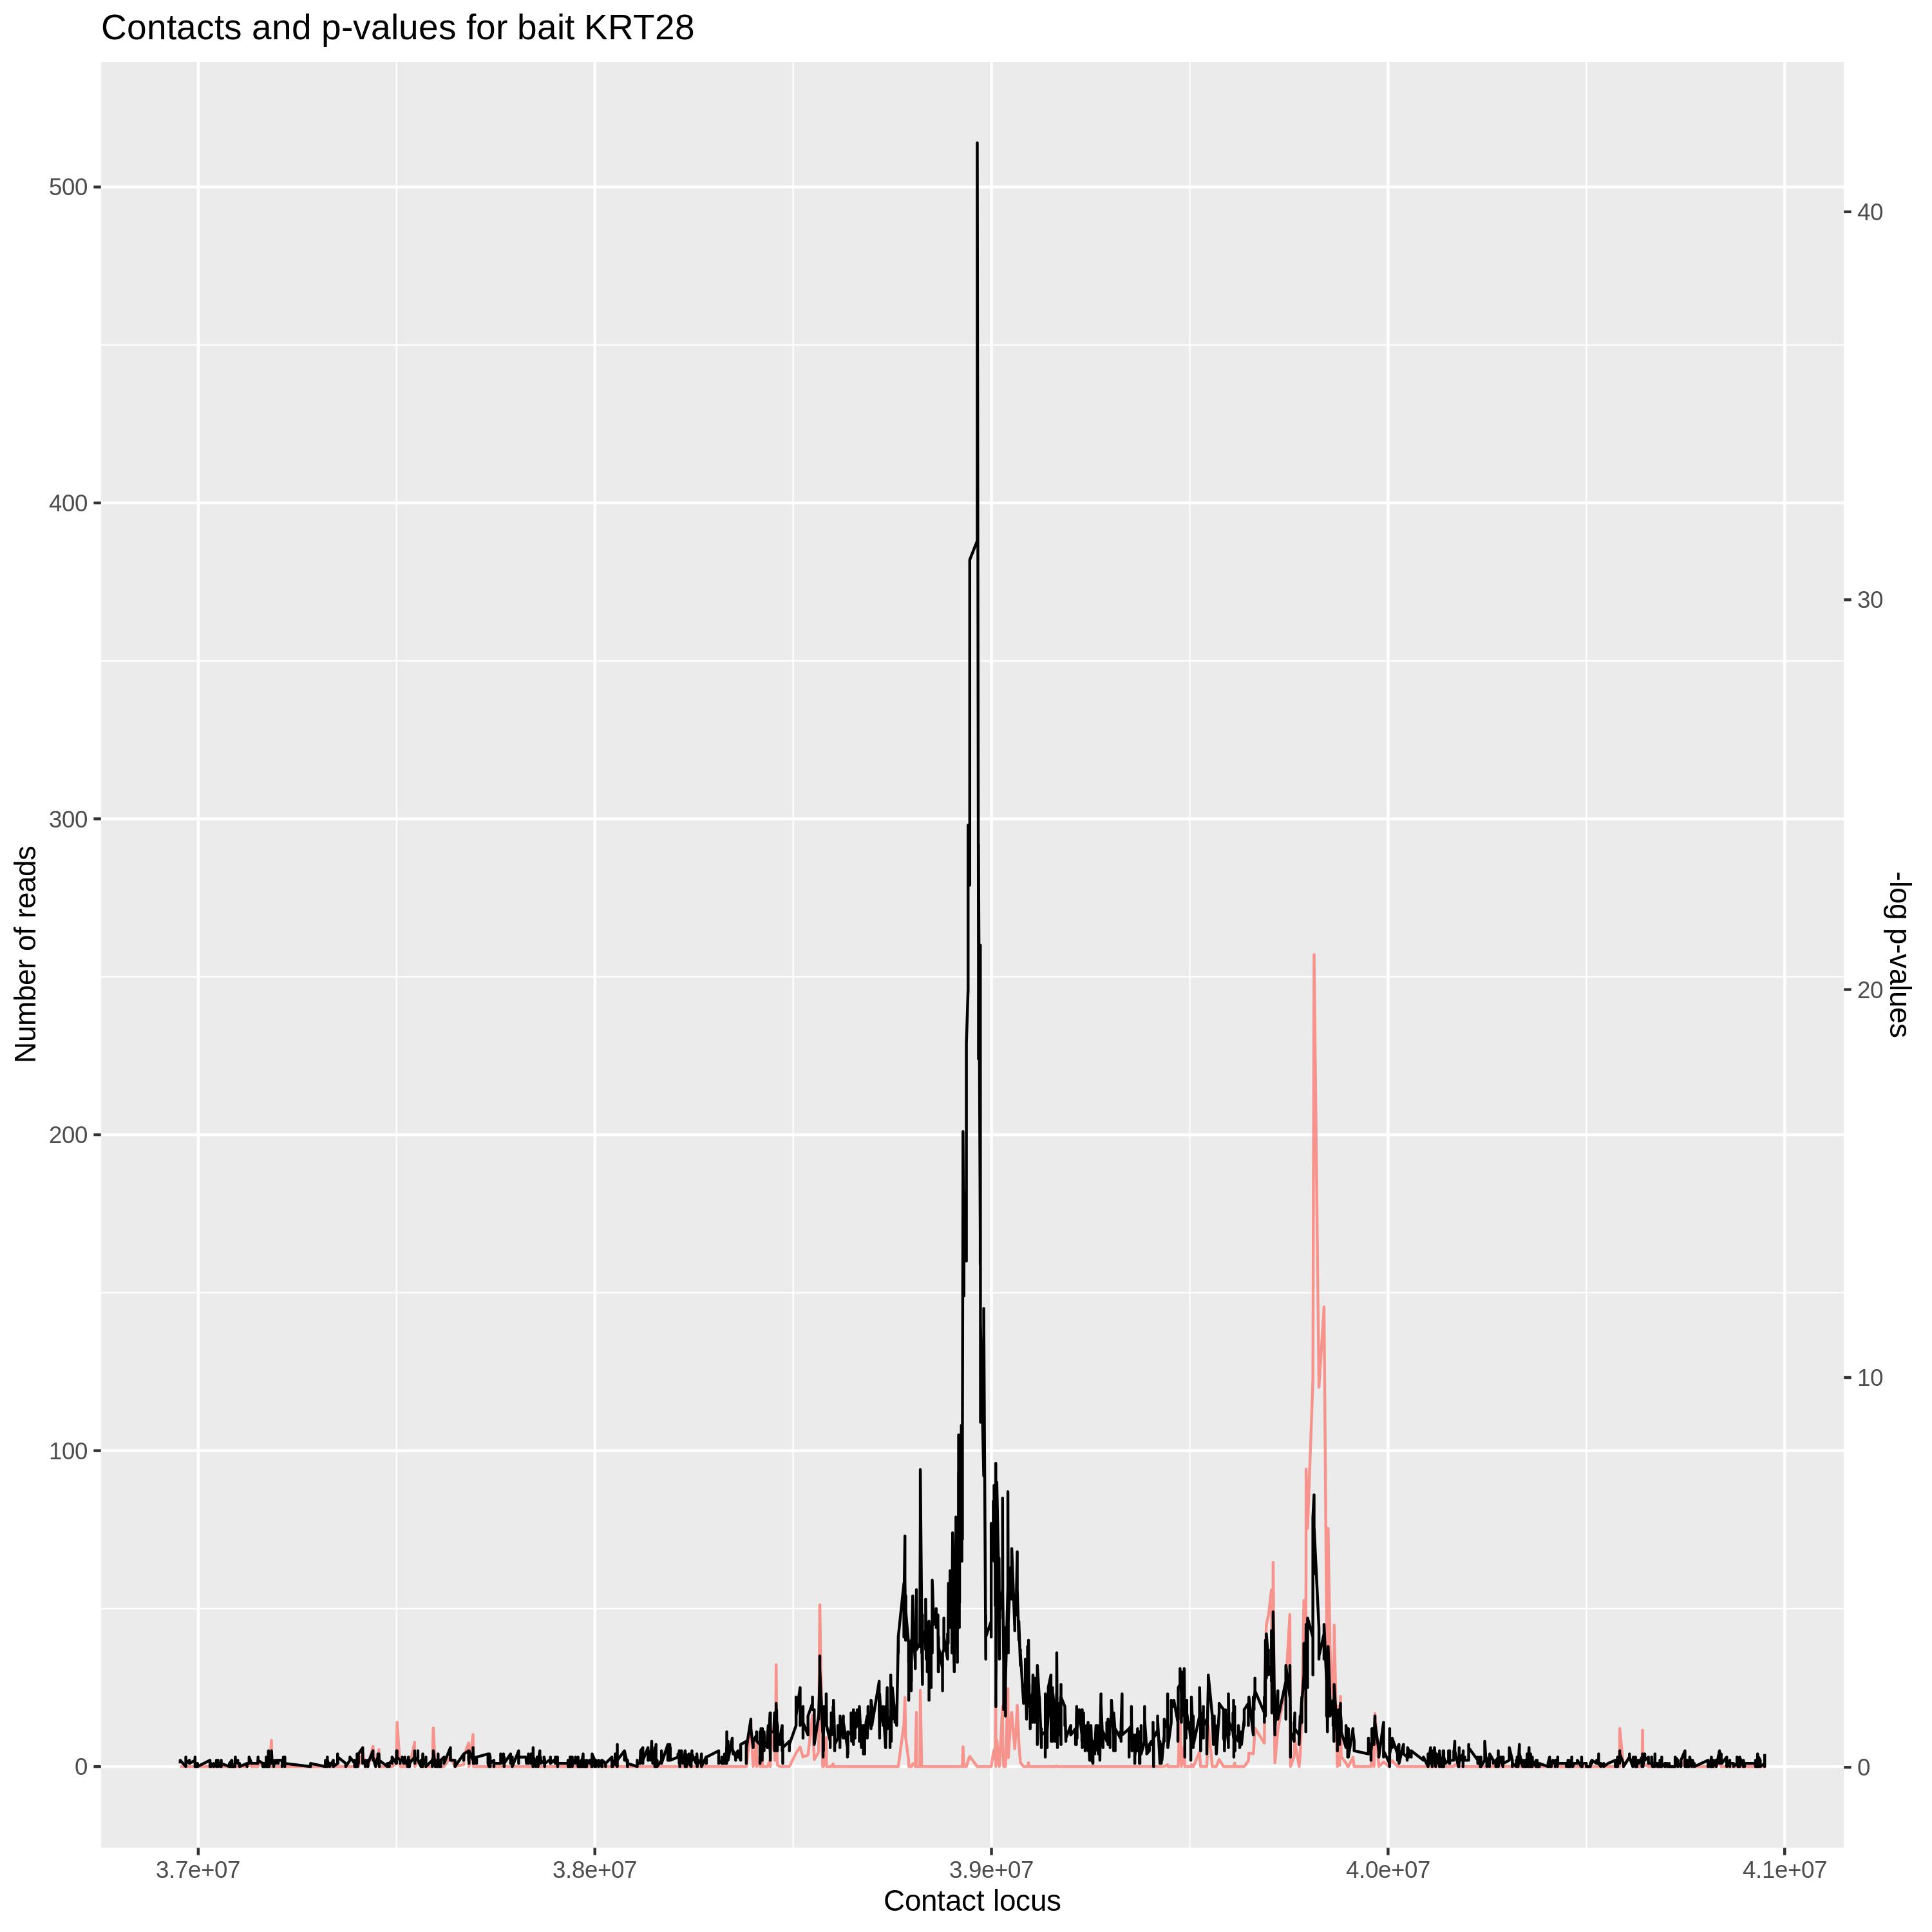 Contacts and p-values for bait KRT28
500
400
300
200
100
0
Number of reads
40
30
20
10
0
-log p-values
3.7e+07
3.8e+07
3.9e+07
4.0e+07
4.1e+07
Contact locus